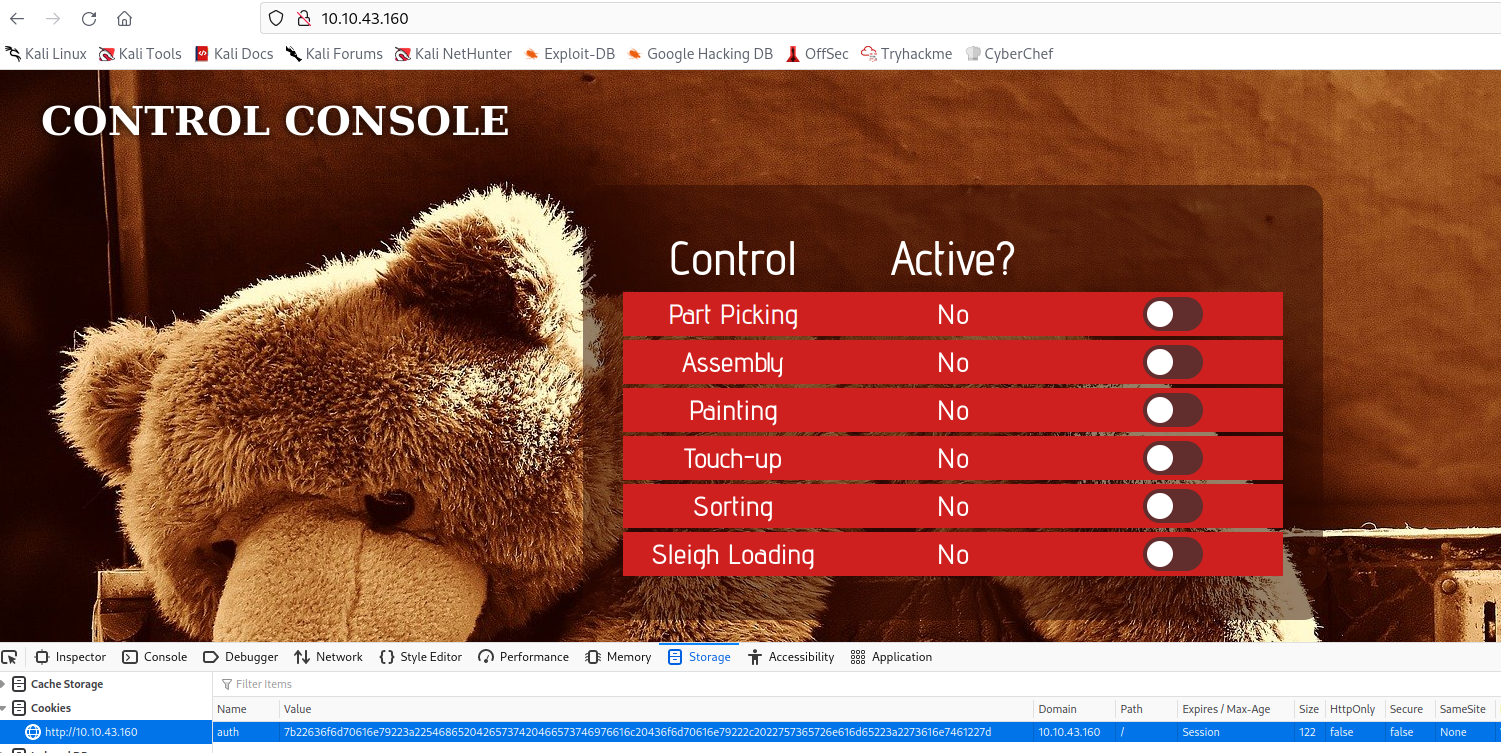 10.10.43.160
Kali Linux Kali Tools Kali Docs Kali Forums Kali NetHunter Exploit-DB Google Hacking DB OffSec Tryhackme CyberChef
CONTROL CONSOLE
Control Active?
Part Picking No
Assembly No
Painting No
Touch-up No
Sorting No
Sleigh Loading No
Inspector Console Debugger Network Style Editor Performance Memory Storage Accessibility Application
Cache Storage Filter Items
Cookies Name Value Domain Path Expires / Max-Age Size HttpOnly Secure SameSite
http://10.10.43.160 auth 7b22636f6d70616e79223a22546865204265737420466573746976616c20436f6d70616e79222c2022757365726e616d65223a2273616e7461227d 10.10.43.160 / Session 122 false false None